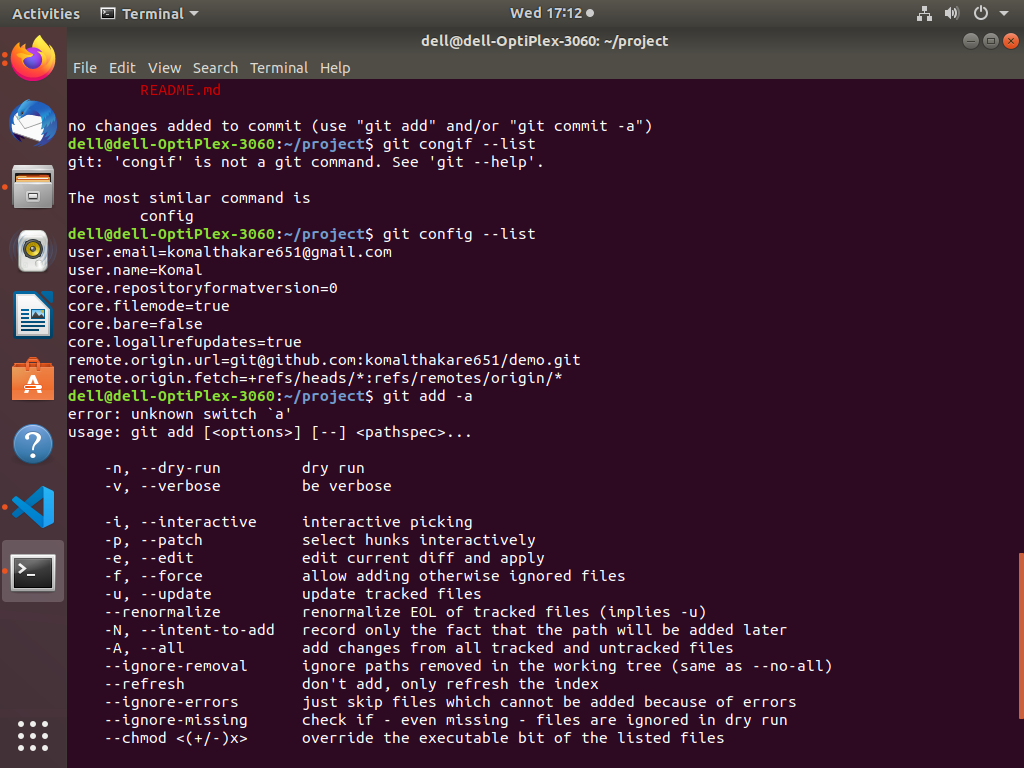 Activities Terminal Wed 17:12
dell@dell-OptiPlex-3060: ~/project
File Edit View Search Terminal Help
README.md
no changes added to commit (use "git add" and/or "git commit -a")
dell@dell-OptiPlex-3060:~/project$ git congif --list
git: 'congif' is not a git command. See 'git --help'.
The most similar command is
config
dell@dell-OptiPlex-3060:~/project$ git config --list
user.email=komalthakare651@gmail.com
user.name=Komal
core.repositoryformatversion=0
core.filemode=true
core.bare=false
core.logallrefupdates=true
remote.origin.url=git@github.com:komalthakare651/demo.git
remote.origin.fetch=+refs/heads/*:refs/remotes/origin/*
dell@dell-OptiPlex-3060:~/project$ git add -a
error: unknown switch `a'
usage: git add [<options>] [--] <pathspec>...
-n, --dry-run dry run
-v, --verbose be verbose
-i, --interactive interactive picking
-p, --patch select hunks interactively
-e, --edit edit current diff and apply
-f, --force allow adding otherwise ignored files
-u, --update update tracked files
--renormalize renormalize EOL of tracked files (implies -u)
-N, --intent-to-add record only the fact that the path will be added later
-A, --all add changes from all tracked and untracked files
--ignore-removal ignore paths removed in the working tree (same as --no-all)
--refresh don't add, only refresh the index
--ignore-errors just skip files which cannot be added because of errors
--ignore-missing check if - even missing - files are ignored in dry run
--chmod <(+/-)x> override the executable bit of the listed files